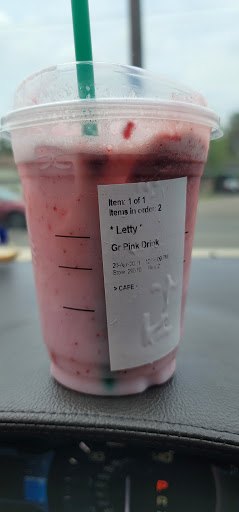 Item: 1 of 1
Items in order: 2
* Letty *
Gr Pink Drink
> CAFE <